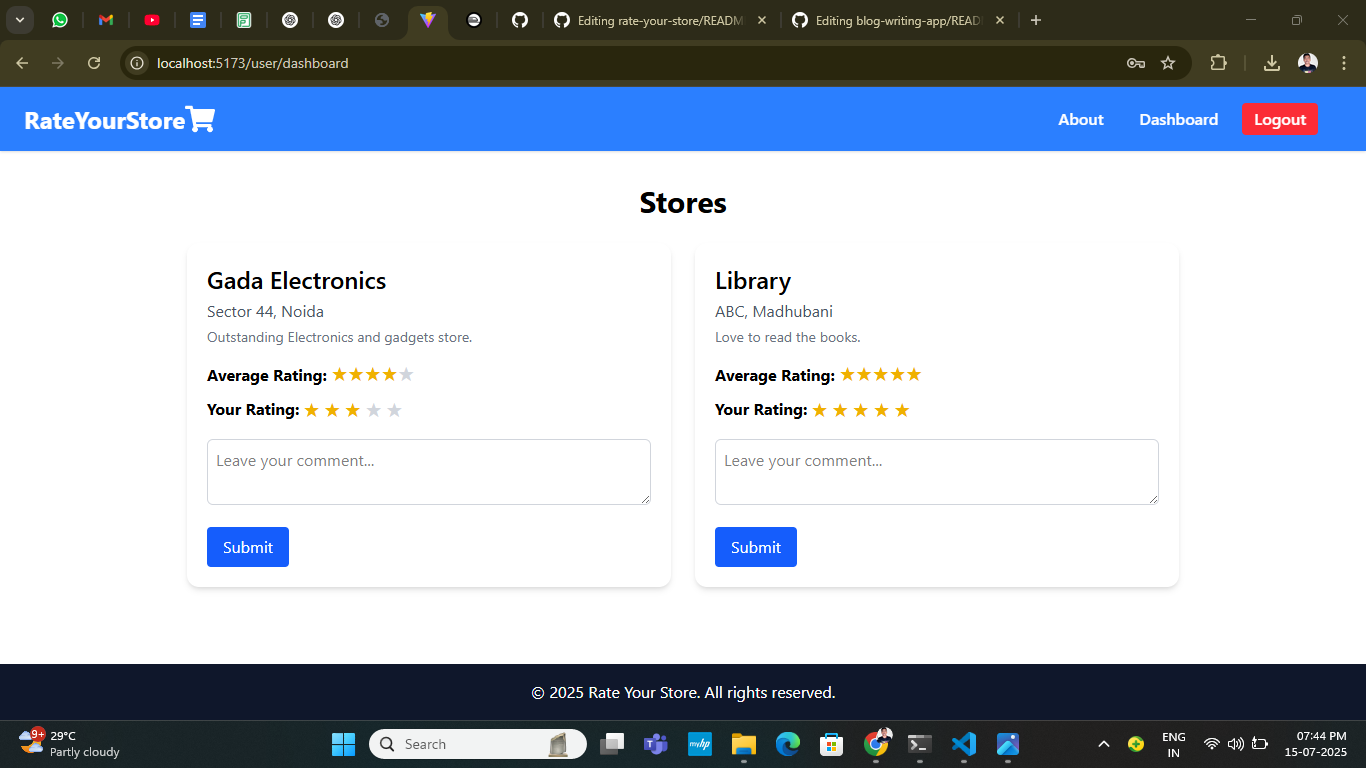 Editing rate-your-store/READM
Editing blog-writing-app/READ
localhost:5173/user/dashboard
RateYourStore
About
Dashboard
Logout
Stores
Gada Electronics
Sector 44, Noida
Outstanding Electronics and gadgets store.
Average Rating:
Your Rating:
Leave your comment...
Submit
Library
ABC, Madhubani
Love to read the books.
Average Rating:
Your Rating:
Leave your comment...
Submit
© 2025 Rate Your Store. All rights reserved.
9+
29°C
Partly cloudy
Search
myhp
ENG
IN
07:44 PM
15-07-2025